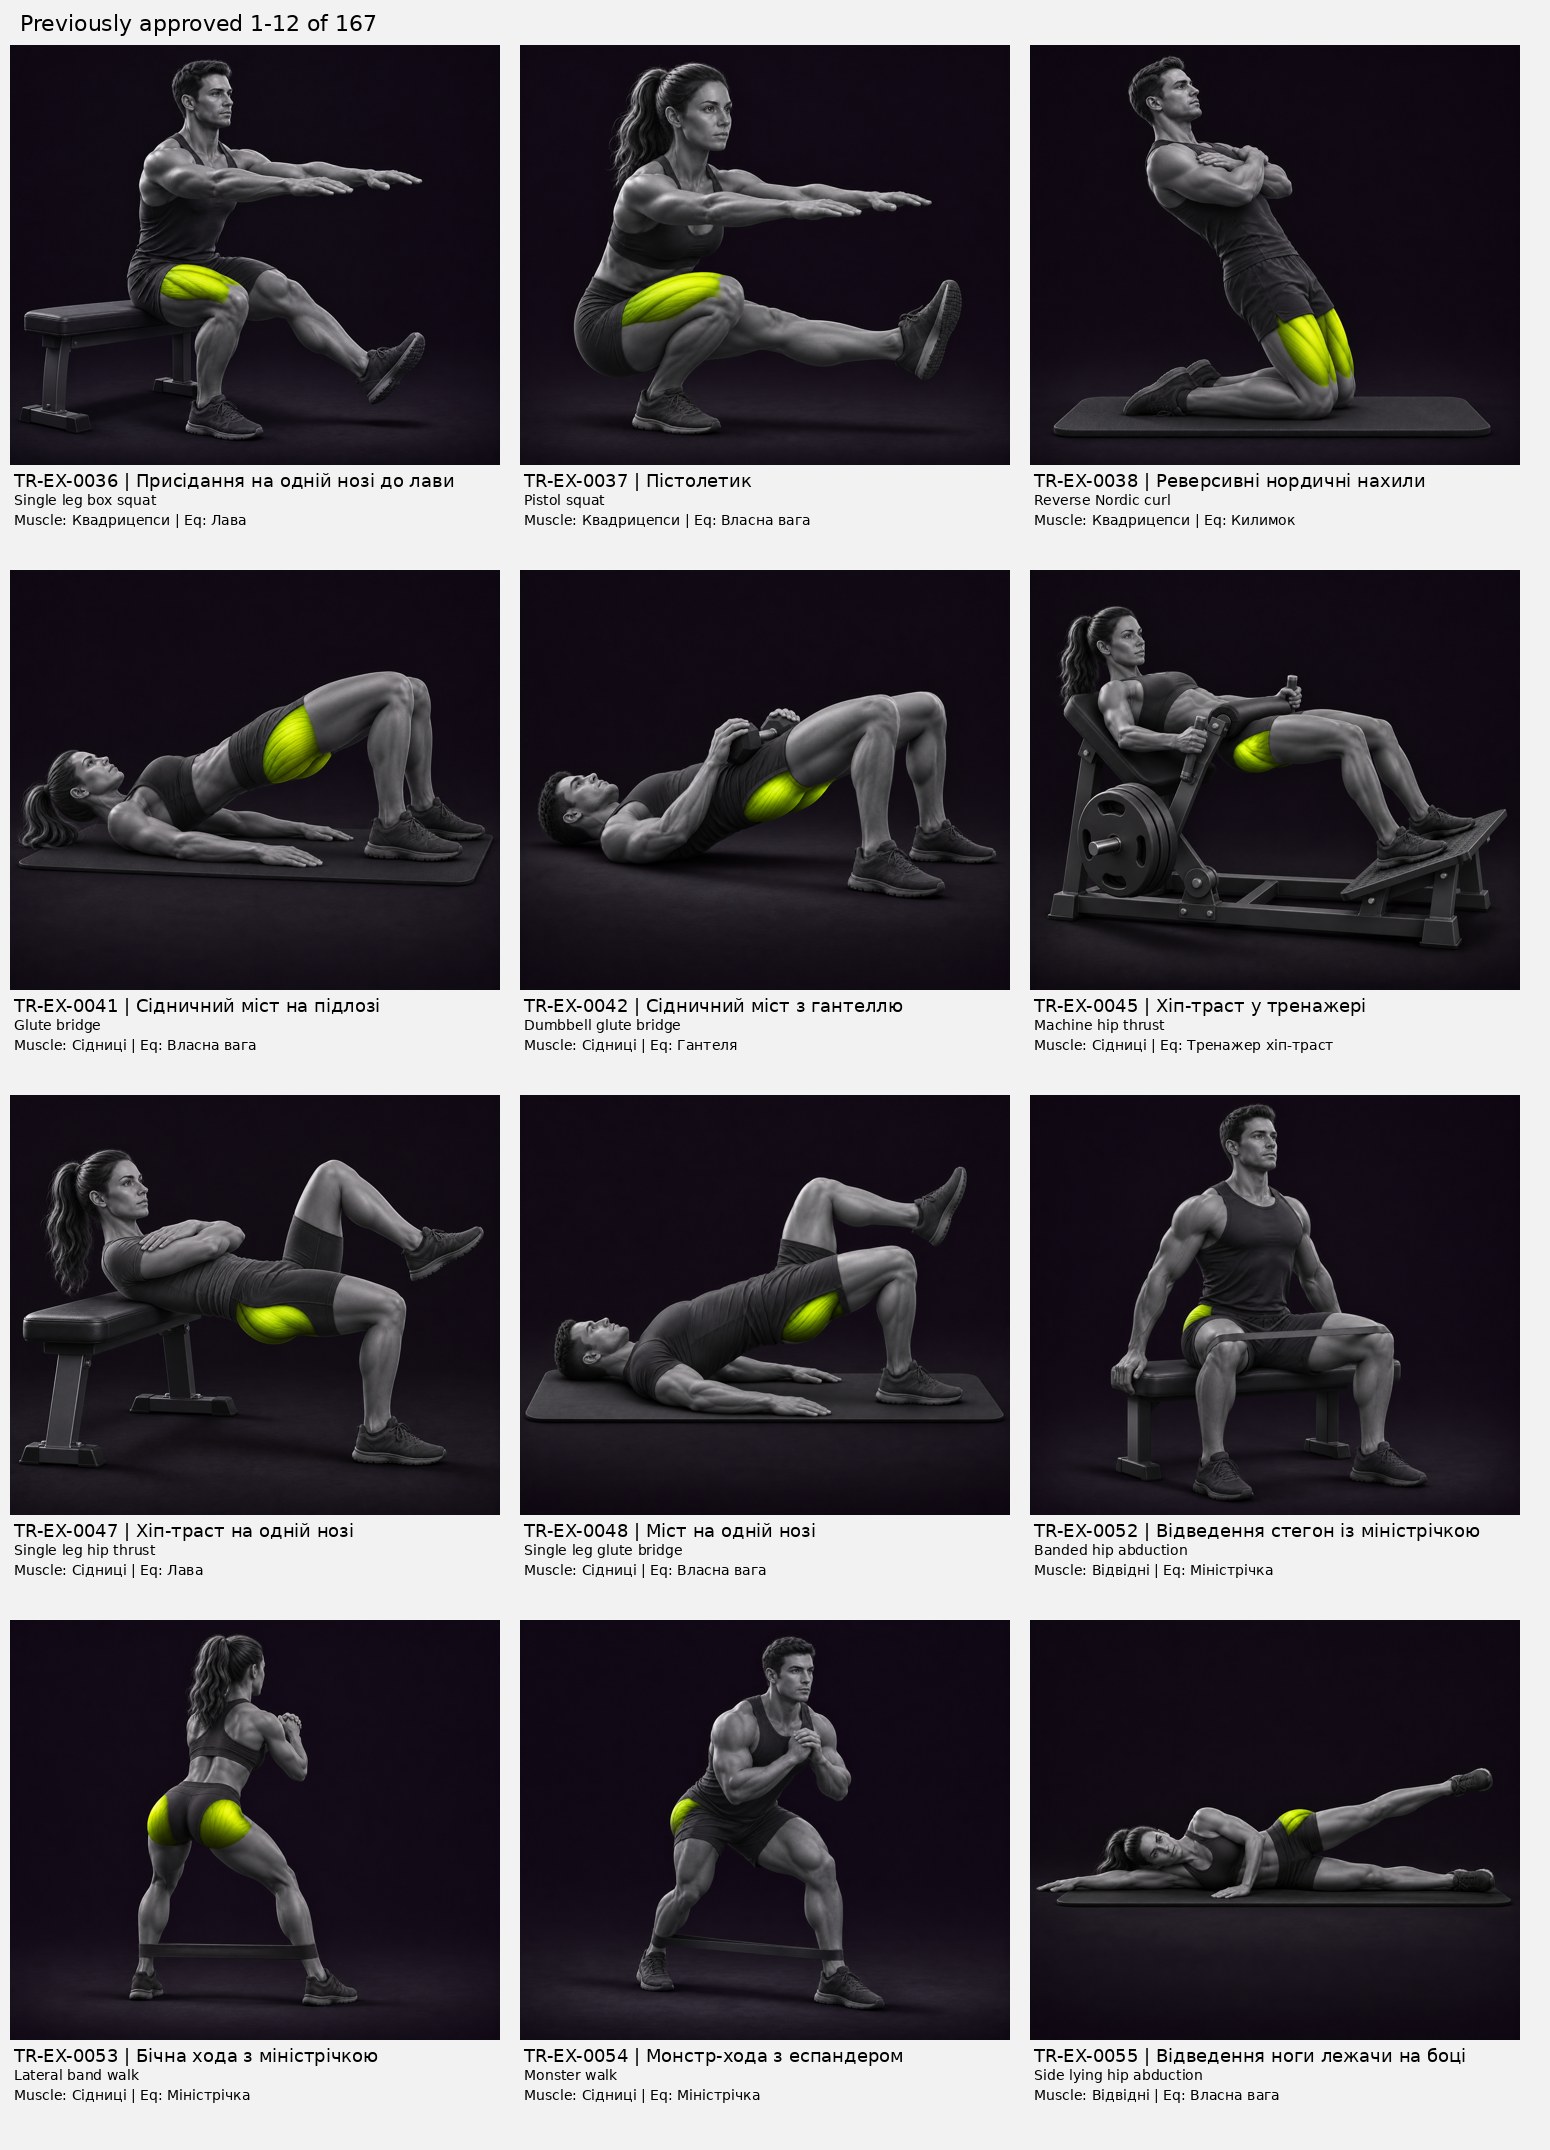 Previously approved 1-12 of 167
TR-EX-0036 | Присідання на одній нозі до лави
Single leg box squat
Muscle: Квадрицепси | Eq: Лава
TR-EX-0037 | Пістолетик
Pistol squat
Muscle: Квадрицепси | Eq: Власна вага
TR-EX-0038 | Реверсивні нордичні нахили
Reverse Nordic curl
Muscle: Квадрицепси | Eq: Килимок
TR-EX-0041 | Сідничний міст на підлозі
Glute bridge
Muscle: Сідниці | Eq: Власна вага
TR-EX-0042 | Сідничний міст з гантеллю
Dumbbell glute bridge
Muscle: Сідниці | Eq: Гантеля
TR-EX-0045 | Хіп-траст у тренажері
Machine hip thrust
Muscle: Сідниці | Eq: Тренажер хіп-траст
TR-EX-0047 | Хіп-траст на одній нозі
Single leg hip thrust
Muscle: Сідниці | Eq: Лава
TR-EX-0048 | Міст на одній нозі
Single leg glute bridge
Muscle: Сідниці | Eq: Власна вага
TR-EX-0052 | Відведення стегон із міністрічкою
Banded hip abduction
Muscle: Відвідні | Eq: Міністрічка
TR-EX-0053 | Бічна хода з міністрічкою
Lateral band walk
Muscle: Сідниці | Eq: Міністрічка
TR-EX-0054 | Монстр-хода з еспандером
Monster walk
Muscle: Сідниці | Eq: Міністрічка
TR-EX-0055 | Відведення ноги лежачи на боці
Side lying hip abduction
Muscle: Відвідні | Eq: Власна вага